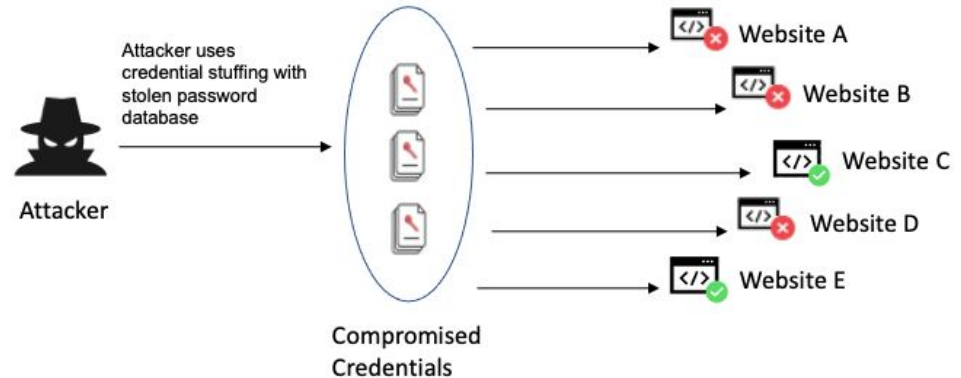 Attacker uses
credential stuffing with
stolen password
database
Attacker
Compromised
Credentials
</> Website A
</> Website B
</> Website C
</> Website D
</> Website E